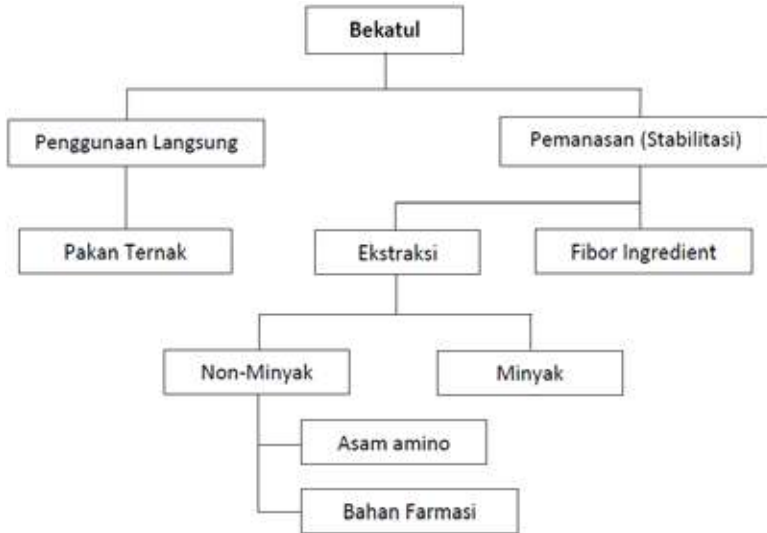 Bekatul
Penggunaan Langsung
Pemanasan (Stabilitasi)
Pakan Ternak
Ekstraksi
Fibor Ingredient
Non-Minyak
Minyak
Asam amino
Bahan Farmasi